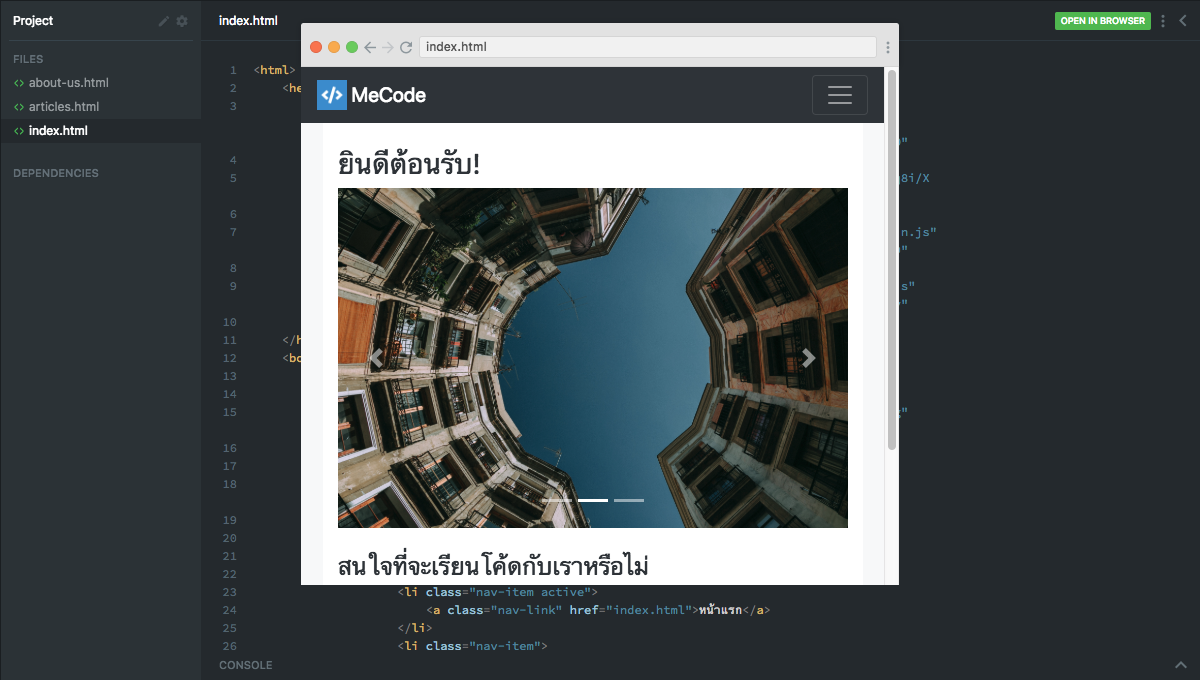 Project
index.html
OPEN IN BROWSER
FILES
about-us.html
articles.html
index.html
DEPENDENCIES
index.html
</> MeCode
ยินดีต้อนรับ!
สนใจที่จะเรียนโค้ดกับเราหรือไม่
1 <html>
2 <he
3
4 "
5 8i/X
6
7 n.js"
"
8
9 s"
"
10
11 </h
12 <bo
13
14
15 "
16
17
18
19
20
21
22
23 <li class="nav-item active">
24 <a class="nav-link" href="index.html">หน้าแรก</a>
25 </li>
26 <li class="nav-item">
CONSOLE